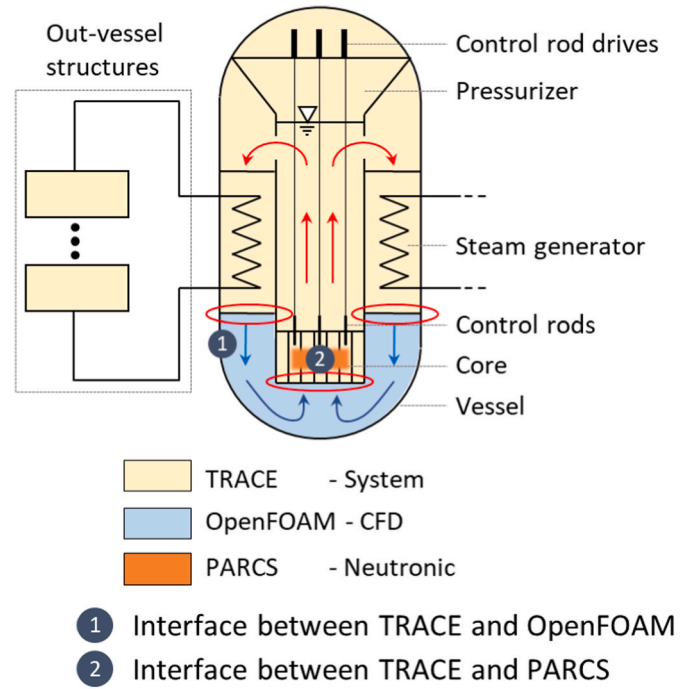 Out-vessel
structures
Control rod drives
Pressurizer
Steam generator
Control rods
Core
Vessel
1
2
TRACE - System
OpenFOAM - CFD
PARCS - Neutronic
1 Interface between TRACE and OpenFOAM
2 Interface between TRACE and PARCS